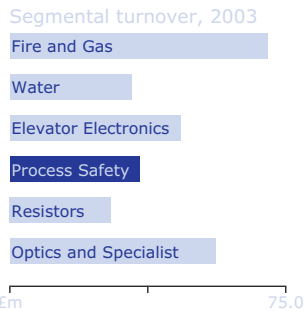 Segmental turnover, 2003
Fire and Gas
Water
Elevator Electronics
Process Safety
Resistors
Optics and Specialist
£m 75.0